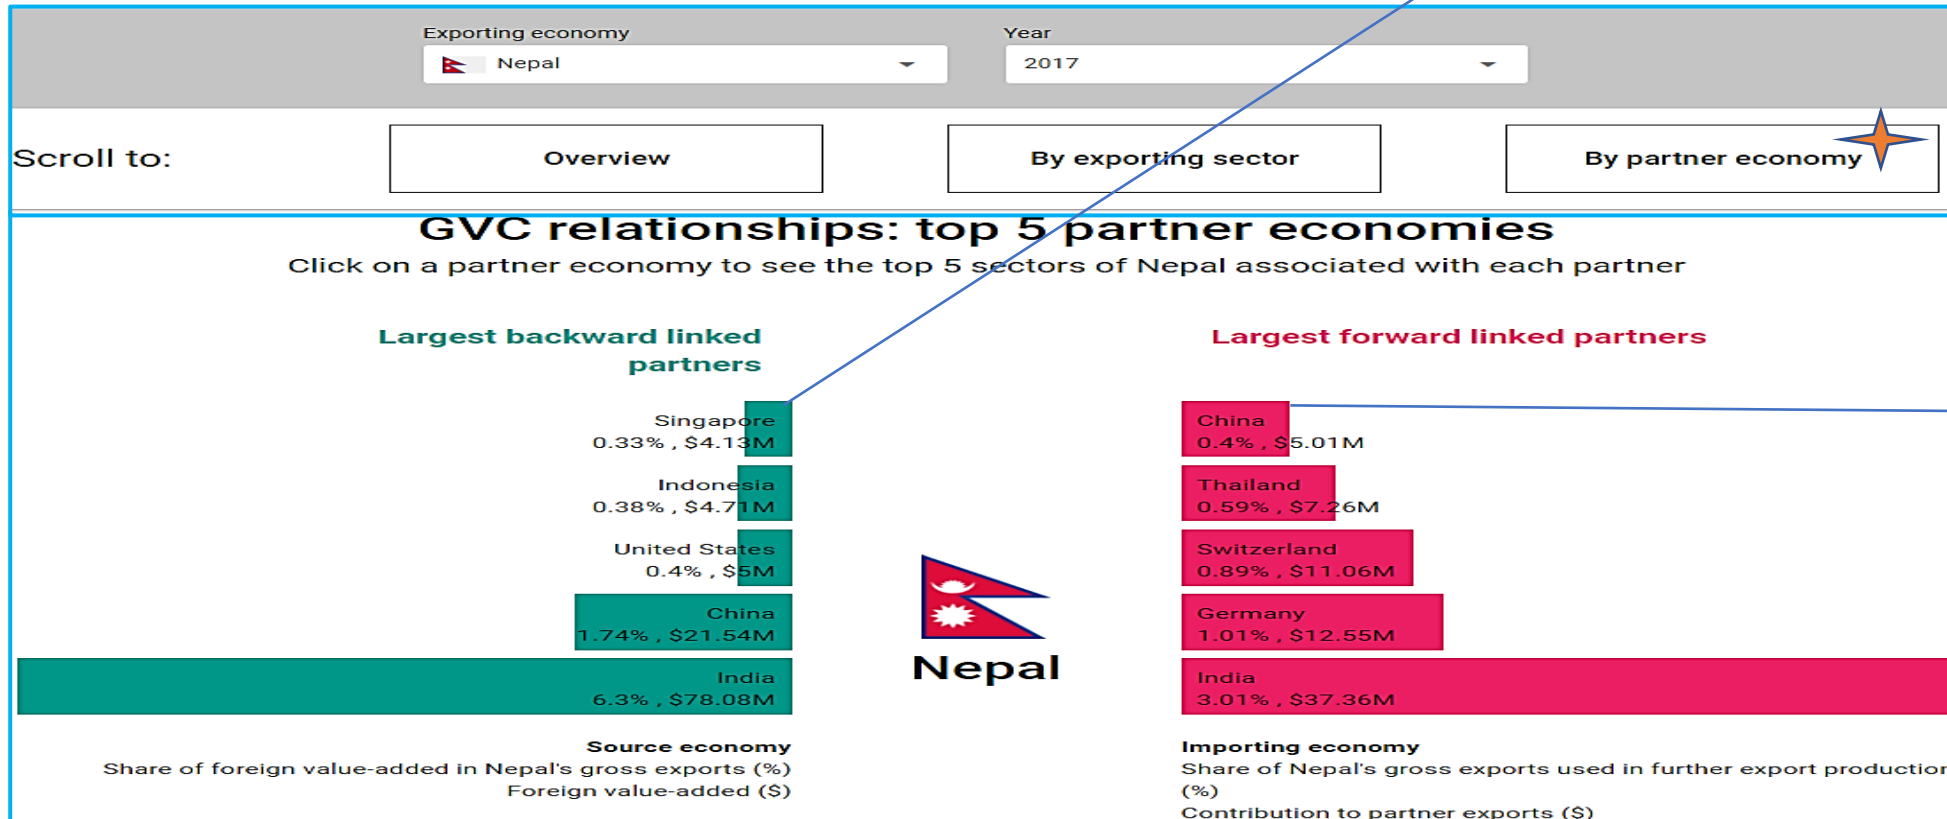 Exporting economy
Nepal
Year
2017
Scroll to:
Overview
By exporting sector
By partner economy
GVC relationships: top 5 partner economies
Click on a partner economy to see the top 5 sectors of Nepal associated with each partner
Largest backward linked
partners
Singapore
0.33% , $4.13M
Indonesia
0.38% , $4.71M
United States
0.4% , $5M
China
1.74% , $21.54M
India
6.3% , $78.08M
Source economy
Share of foreign value-added in Nepal's gross exports (%)
Foreign value-added ($)
Nepal
Largest forward linked partners
China
0.4% , $5.01M
Thailand
0.59% , $7.26M
Switzerland
0.89% , $11.06M
Germany
1.01% , $12.55M
India
3.01% , $37.36M
Importing economy
Share of Nepal's gross exports used in further export production
(%)
Contribution to partner exports ($)